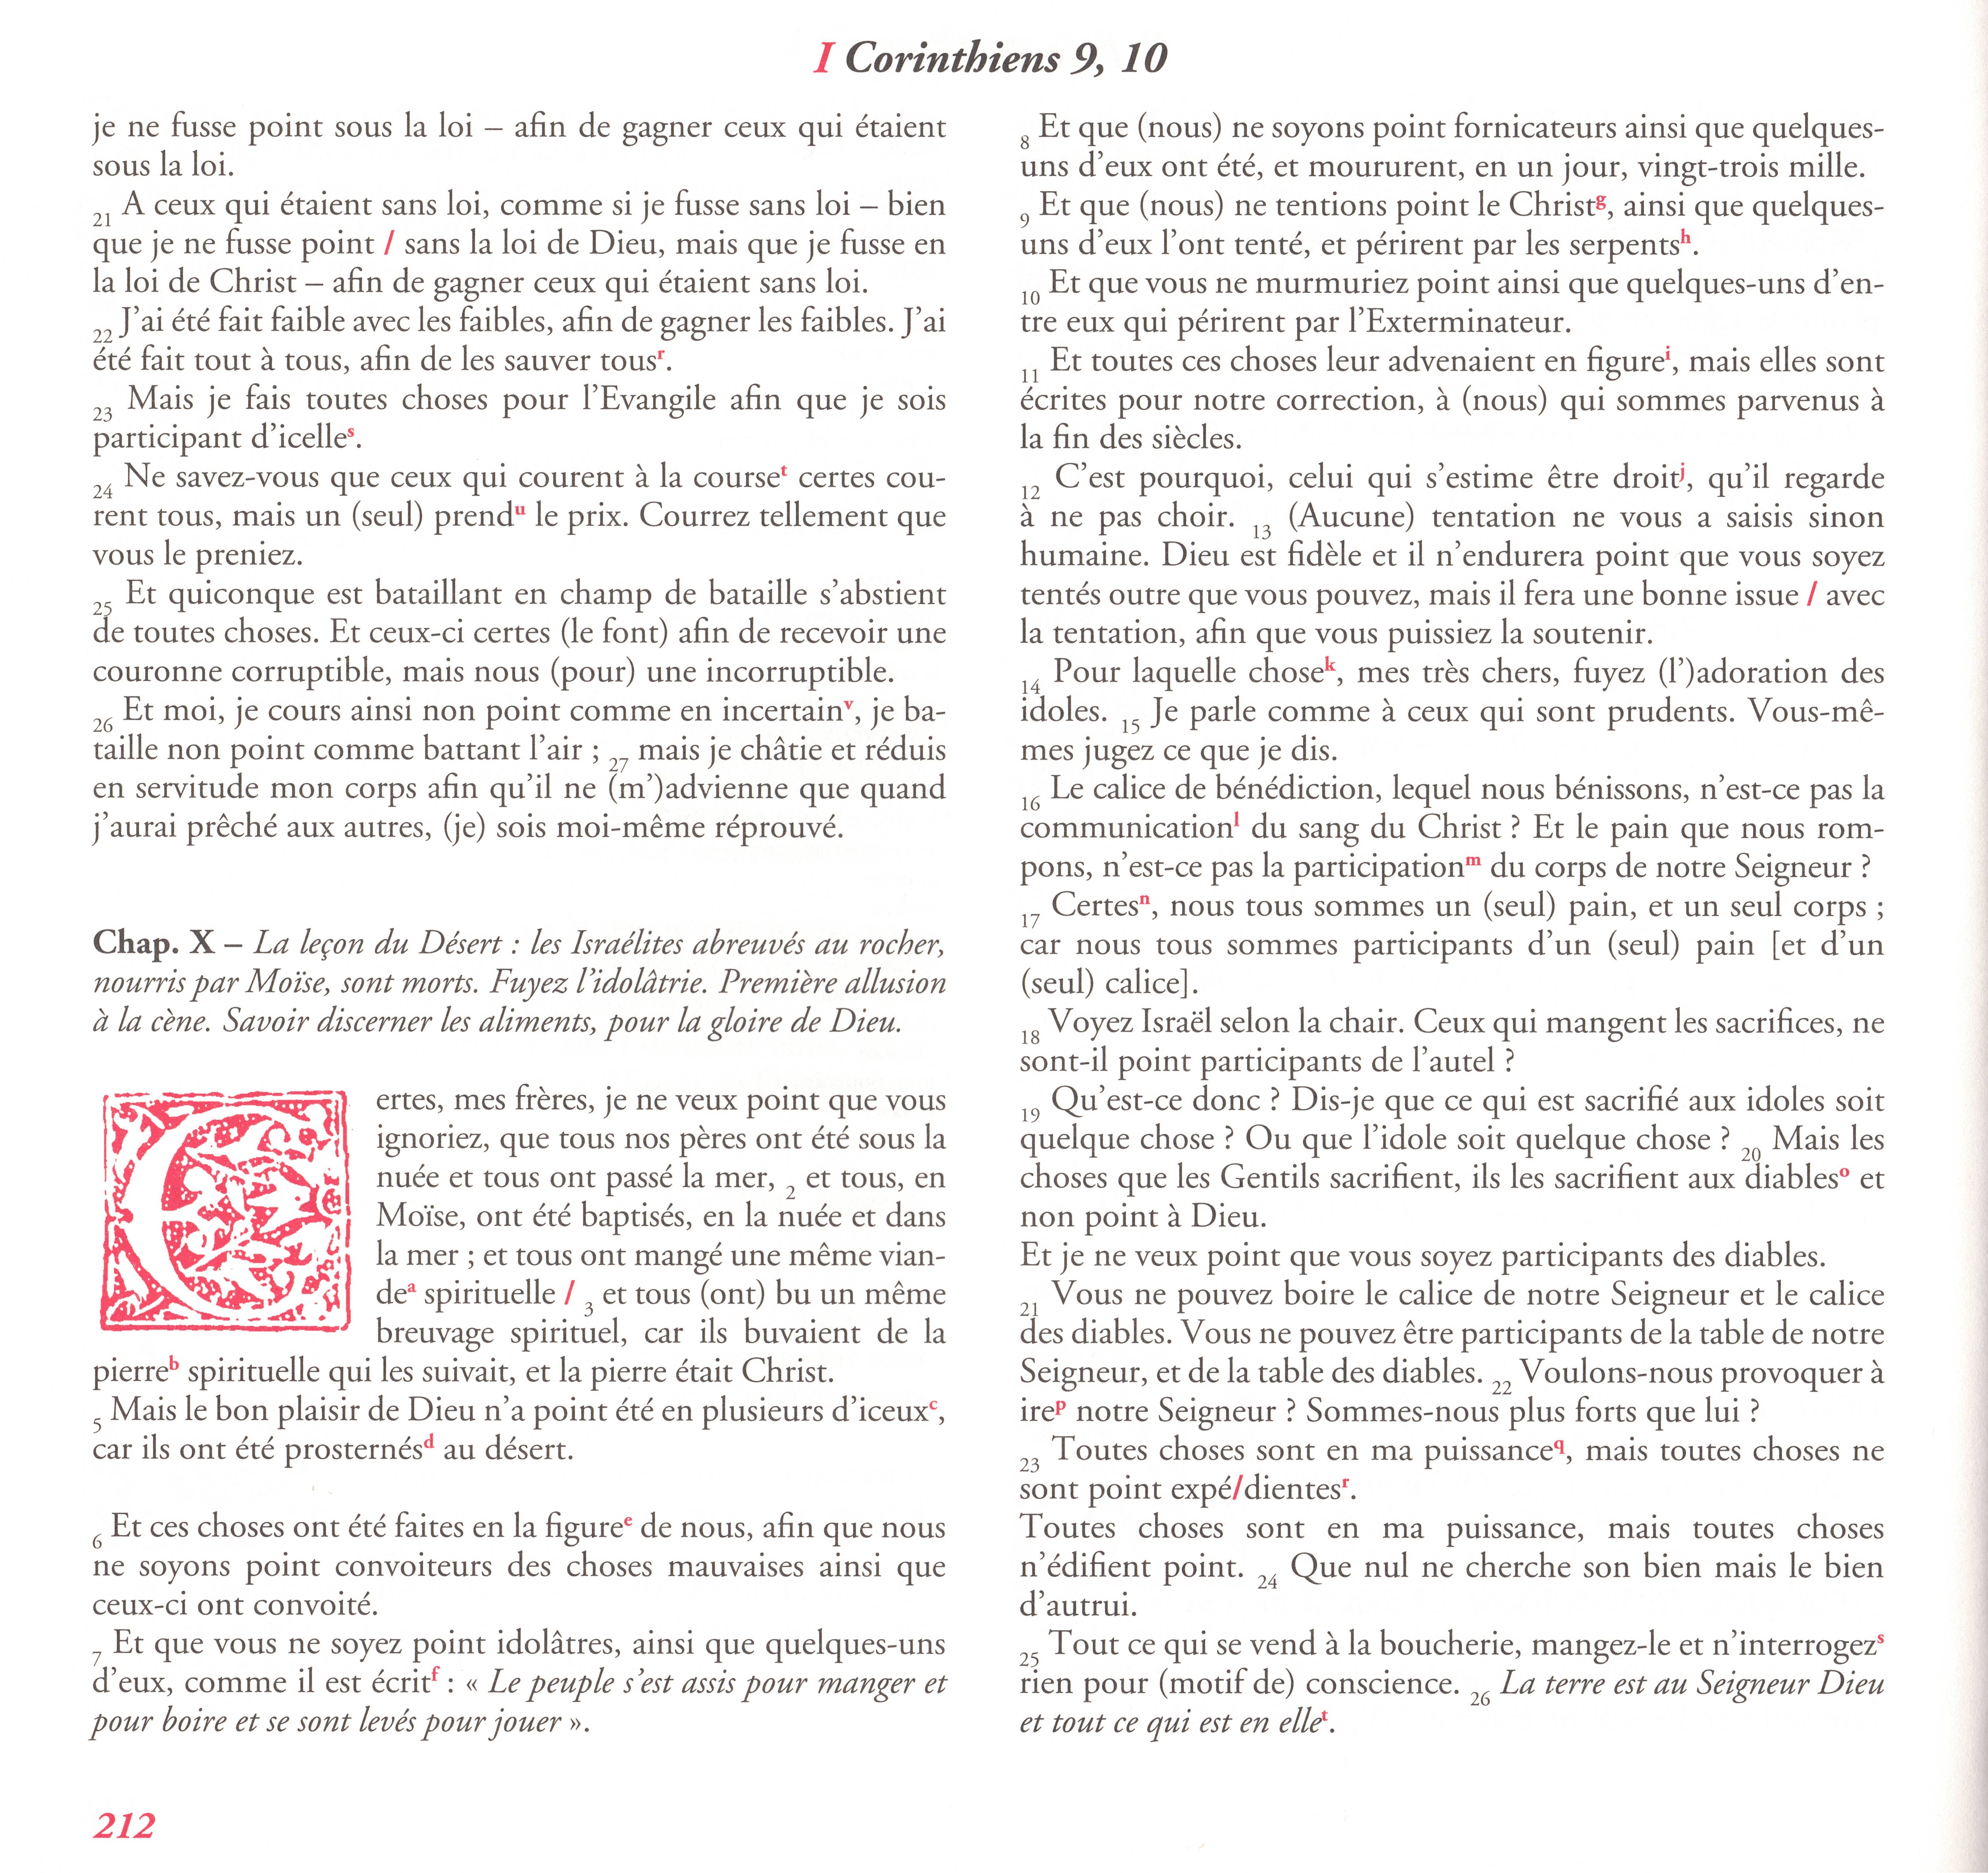 I Corinthiens 9, 10
je ne fusse point sous la loi – afin de gagner ceux qui étaient
sous la loi.
21 A ceux qui étaient sans loi, comme si je fusse sans loi – bien
que je ne fusse point / sans la loi de Dieu, mais que je fusse en
la loi de Christ – afin de gagner ceux qui étaient sans loi.
22 J’ai été fait faible avec les faibles, afin de gagner les faibles. J’ai
été fait tout à tous, afin de les sauver tousr.
23 Mais je fais toutes choses pour l’Evangile afin que je sois
participant d’icelles.
24 Ne savez-vous que ceux qui courent à la courset certes cou-
rent tous, mais un (seul) prendu le prix. Courrez tellement que
vous le preniez.
25 Et quiconque est bataillant en champ de bataille s’abstient
de toutes choses. Et ceux-ci certes (le font) afin de recevoir une
couronne corruptible, mais nous (pour) une incorruptible.
26 Et moi, je cours ainsi non point comme en incertainv, je ba-
taille non point comme battant l’air ; 27 mais je châtie et réduis
en servitude mon corps afin qu’il ne (m’)advienne que quand
j’aurai prêché aux autres, (je) sois moi-même réprouvé.
Chap. X – La leçon du Désert : les Israélites abreuvés au rocher,
nourris par Moïse, sont morts. Fuyez l’idolâtrie. Première allusion
à la cène. Savoir discerner les aliments, pour la gloire de Dieu.
Certes, mes frères, je ne veux point que vous
ignoriez, que tous nos pères ont été sous la
nuée et tous ont passé la mer, 2 et tous, en
Moïse, ont été baptisés, en la nuée et dans
la mer ; et tous ont mangé une même vian-
dea spirituelle / 3 et tous (ont) bu un même
breuvage spirituel, car ils buvaient de la
pierreb spirituelle qui les suivait, et la pierre était Christ.
5 Mais le bon plaisir de Dieu n’a point été en plusieurs d’iceuxc,
car ils ont été prosternésd au désert.
6 Et ces choses ont été faites en la figuree de nous, afin que nous
ne soyons point convoiteurs des choses mauvaises ainsi que
ceux-ci ont convoité.
7 Et que vous ne soyez point idolâtres, ainsi que quelques-uns
d’eux, comme il est écritf : « Le peuple s’est assis pour manger et
pour boire et se sont levés pour jouer ».
8 Et que (nous) ne soyons point fornicateurs ainsi que quelques-
uns d’eux ont été, et moururent, en un jour, vingt-trois mille.
9 Et que (nous) ne tentions point le Christg, ainsi que quelques-
uns d’eux l’ont tenté, et périrent par les serpentsh.
10 Et que vous ne murmuriez point ainsi que quelques-uns d’en-
tre eux qui périrent par l’Exterminateur.
11 Et toutes ces choses leur advenaient en figurei, mais elles sont
écrites pour notre correction, à (nous) qui sommes parvenus à
la fin des siècles.
12 C’est pourquoi, celui qui s’estime être droitj, qu’il regarde
à ne pas choir. 13 (Aucune) tentation ne vous a saisis sinon
humaine. Dieu est fidèle et il n’endurera point que vous soyez
tentés outre que vous pouvez, mais il fera une bonne issue / avec
la tentation, afin que vous puissiez la soutenir.
14 Pour laquelle chosek, mes très chers, fuyez (l’)adoration des
idoles. 15 Je parle comme à ceux qui sont prudents. Vous-mê-
mes jugez ce que je dis.
16 Le calice de bénédiction, lequel nous bénissons, n’est-ce pas la
communicationl du sang du Christ ? Et le pain que nous rom-
pons, n’est-ce pas la participationm du corps de notre Seigneur ?
17 Certesn, nous tous sommes un (seul) pain, et un seul corps ;
car nous tous sommes participants d’un (seul) pain [et d’un
(seul) calice].
18 Voyez Israël selon la chair. Ceux qui mangent les sacrifices, ne
sont-il point participants de l’autel ?
19 Qu’est-ce donc ? Dis-je que ce qui est sacrifié aux idoles soit
quelque chose ? Ou que l’idole soit quelque chose ? 20 Mais les
choses que les Gentils sacrifient, ils les sacrifient aux diableso et
non point à Dieu.
Et je ne veux point que vous soyez participants des diables.
21 Vous ne pouvez boire le calice de notre Seigneur et le calice
des diables. Vous ne pouvez être participants de la table de notre
Seigneur, et de la table des diables. 22 Voulons-nous provoquer à
irep notre Seigneur ? Sommes-nous plus forts que lui ?
23 Toutes choses sont en ma puissanceq, mais toutes choses ne
sont point expé/dientesr.
Toutes choses sont en ma puissance, mais toutes choses
n’édifient point. 24 Que nul ne cherche son bien mais le bien
d’autrui.
25 Tout ce qui se vend à la boucherie, mangez-le et n’interrogezs
rien pour (motif de) conscience. 26 La terre est au Seigneur Dieu
et tout ce qui est en ellet.
212